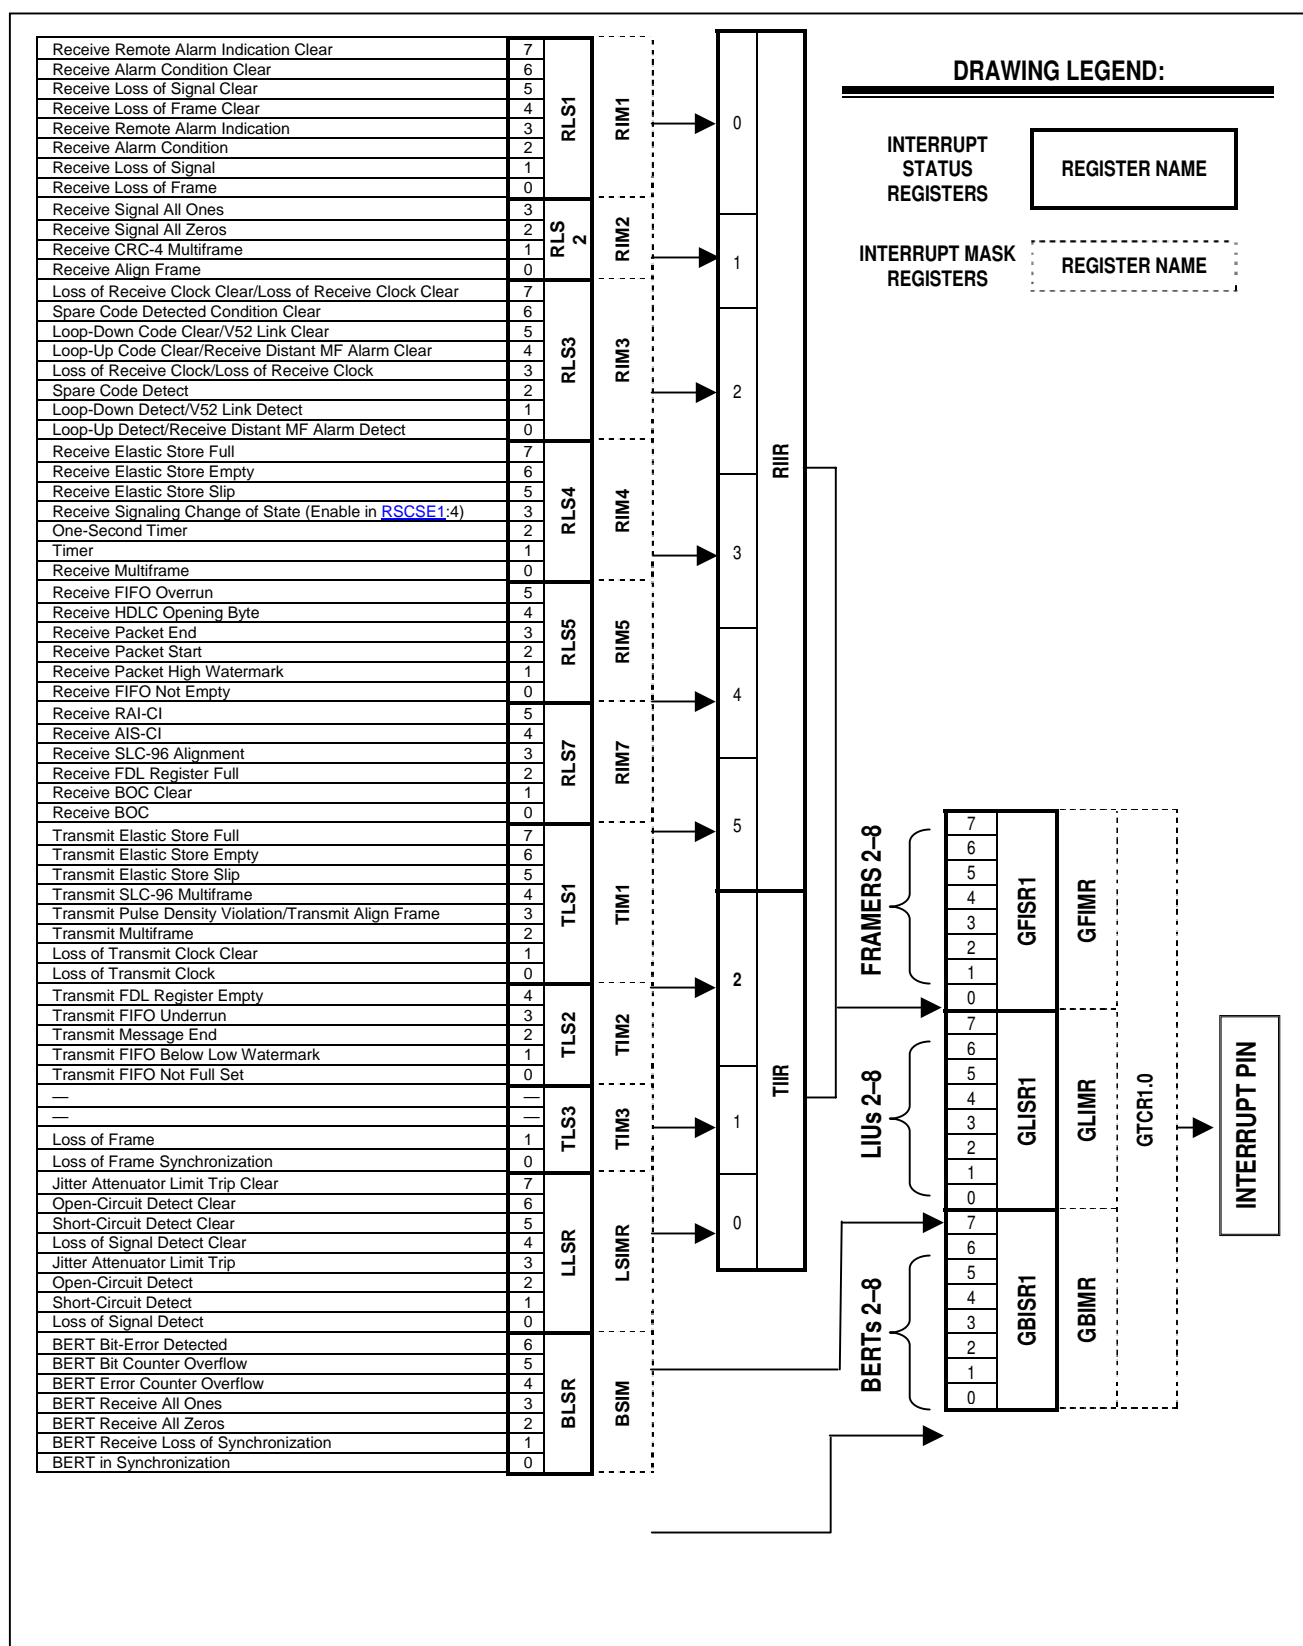 DRAWING LEGEND:
INTERRUPT
STATUS
REGISTERS
REGISTER NAME
INTERRUPT MASK
REGISTERS
REGISTER NAME
Receive Remote Alarm Indication Clear 7
Receive Alarm Condition Clear 6
Receive Loss of Signal Clear 5
Receive Loss of Frame Clear 4
Receive Remote Alarm Indication 3
Receive Alarm Condition 2
Receive Loss of Signal 1
Receive Loss of Frame 0
RLS1
RIM1
Receive Signal All Ones 3
Receive Signal All Zeros 2
Receive CRC-4 Multiframe 1
Receive Align Frame 0
RLS
2
RIM2
Loss of Receive Clock Clear/Loss of Receive Clock Clear 7
Spare Code Detected Condition Clear 6
Loop-Down Code Clear/V52 Link Clear 5
Loop-Up Code Clear/Receive Distant MF Alarm Clear 4
Loss of Receive Clock/Loss of Receive Clock 3
Spare Code Detect 2
Loop-Down Detect/V52 Link Detect 1
Loop-Up Detect/Receive Distant MF Alarm Detect 0
RLS3
RIM3
Receive Elastic Store Full 7
Receive Elastic Store Empty 6
Receive Elastic Store Slip 5
Receive Signaling Change of State (Enable in RSCSE1:4) 3
One-Second Timer 2
Timer 1
Receive Multiframe 0
RLS4
RIM4
Receive FIFO Overrun 5
Receive HDLC Opening Byte 4
Receive Packet End 3
Receive Packet Start 2
Receive Packet High Watermark 1
Receive FIFO Not Empty 0
RLS5
RIM5
Receive RAI-CI 5
Receive AIS-CI 4
Receive SLC-96 Alignment 3
Receive FDL Register Full 2
Receive BOC Clear 1
Receive BOC 0
RLS7
RIM7
Transmit Elastic Store Full 7
Transmit Elastic Store Empty 6
Transmit Elastic Store Slip 5
Transmit SLC-96 Multiframe 4
Transmit Pulse Density Violation/Transmit Align Frame 3
Transmit Multiframe 2
Loss of Transmit Clock Clear 1
Loss of Transmit Clock 0
TLS1
TIM1
Transmit FDL Register Empty 4
Transmit FIFO Underrun 3
Transmit Message End 2
Transmit FIFO Below Low Watermark 1
Transmit FIFO Not Full Set 0
TLS2
TIM2
— —
— —
Loss of Frame 1
Loss of Frame Synchronization 0
TLS3
TIM3
Jitter Attenuator Limit Trip Clear 7
Open-Circuit Detect Clear 6
Short-Circuit Detect Clear 5
Loss of Signal Detect Clear 4
Jitter Attenuator Limit Trip 3
Open-Circuit Detect 2
Short-Circuit Detect 1
Loss of Signal Detect 0
LLSR
LSIMR
BERT Bit-Error Detected 6
BERT Bit Counter Overflow 5
BERT Error Counter Overflow 4
BERT Receive All Ones 3
BERT Receive All Zeros 2
BERT Receive Loss of Synchronization 1
BERT in Synchronization 0
BLSR
BSIM
0
1
2
3
4
5
RIIR
2
1
0
TIIR
FRAMERS 2–8
7
6
5
4
3
2
1
0
GFISR1
GFIMR
LIUs 2–8
7
6
5
4
3
2
1
0
GLISR1
GLIMR
BERTs 2–8
7
6
5
4
3
2
1
0
GBISR1
GBIMR
GTCR1.0
INTERRUPT PIN